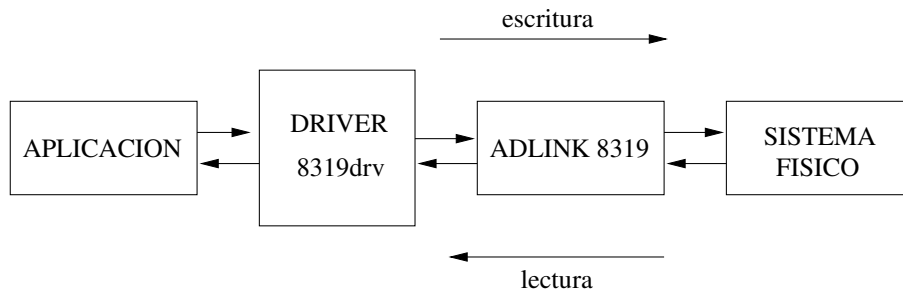 escritura
APLICACION
DRIVER
8319drv
ADLINK 8319
SISTEMA
FISICO
lectura